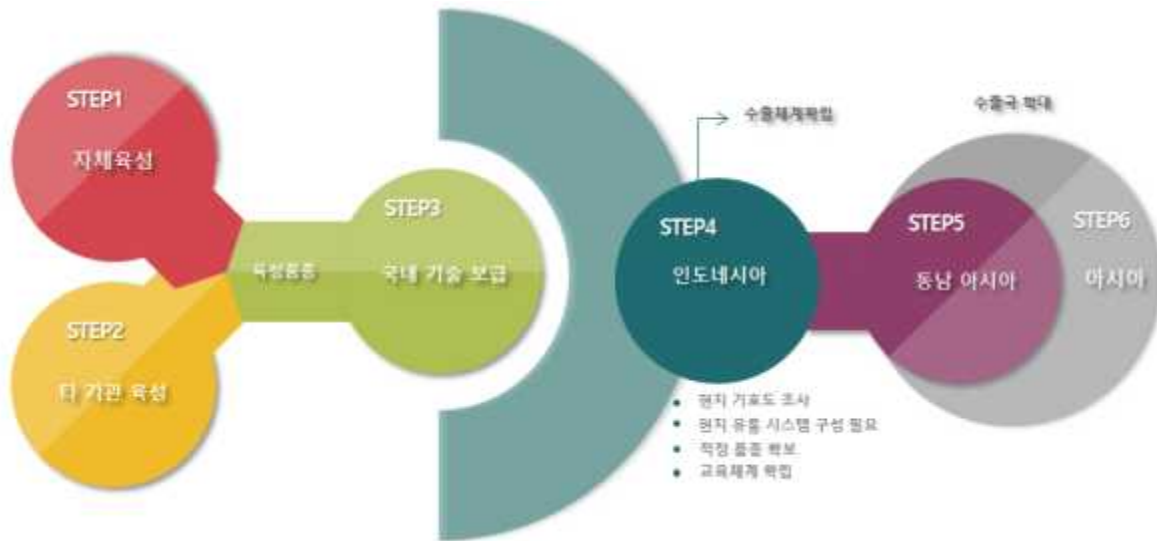 STEP1
자체육성
STEP2
타 기관 육성
육성품종
STEP3
국내 기술 보급
수출체계확립
STEP4
인도네시아
현지 기호도 조사
현지 유통 시스템 구성 필요
적정 품종 확보
교육체계 확립
수출국 확대
STEP5
동남 아시아
STEP6
아시아